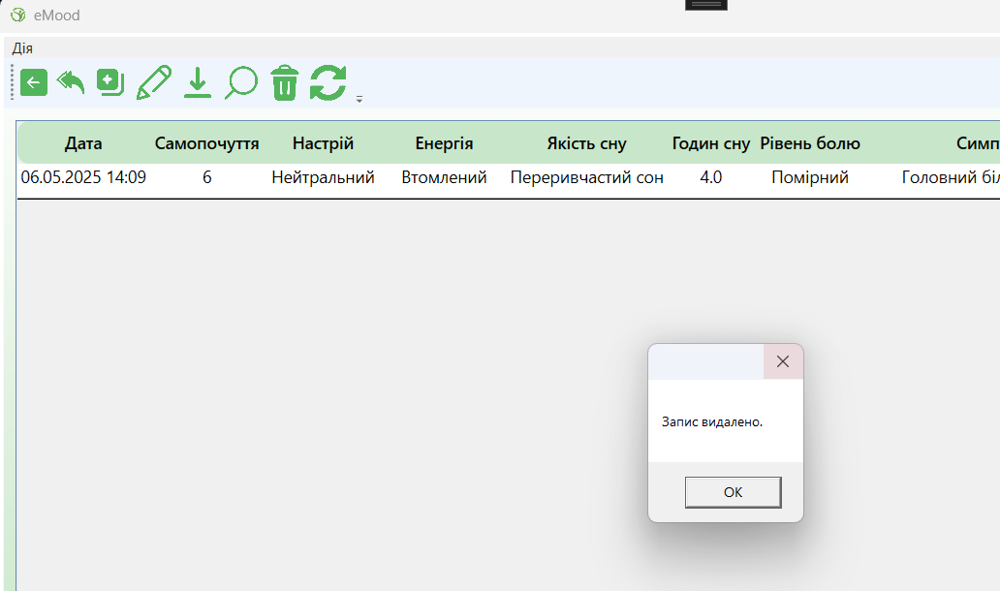 eMood
Дія
Дата Самопочуття Настрій Енергія Якість сну Годин сну Рівень болю Симп
06.05.2025 14:09 6 Нейтральний Втомлений Переривчастий сон 4.0 Помірний Головний біл
Запис видалено.
OK